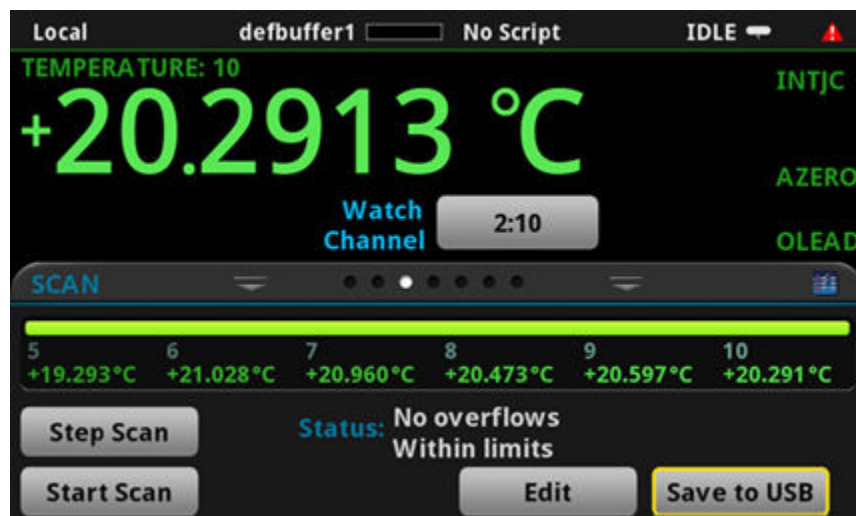 Local defbuffer1 No Script IDLE
TEMPERATURE: 10
INTJC
+20.2913 °C
AZERO
Watch
Channel
2:10
OLEAD
SCAN
5 6 7 8 9 10
+19.293°C +21.028°C +20.960°C +20.473°C +20.597°C +20.291°C
Step Scan
Status: No overflows
Within limits
Start Scan Edit Save to USB